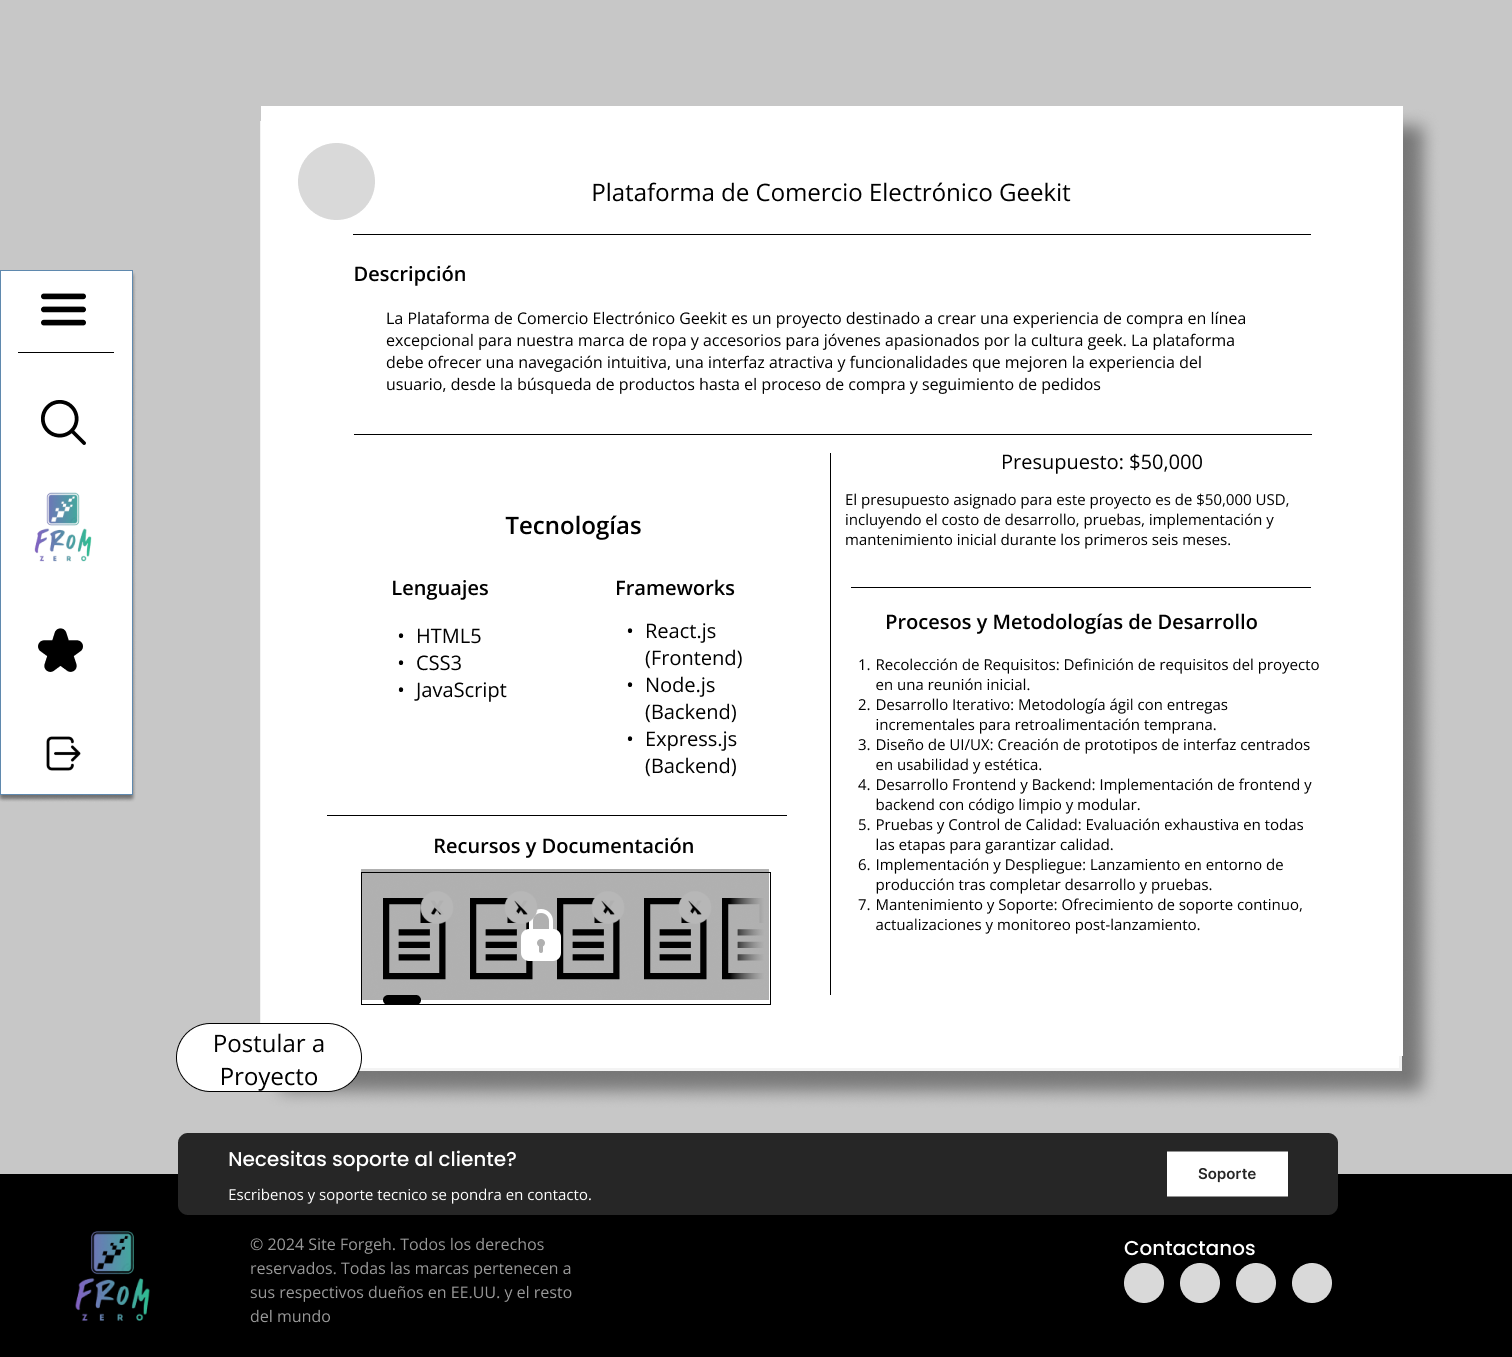 Plataforma de Comercio Electrónico Geekit
Descripción
La Plataforma de Comercio Electrónico Geekit es un proyecto destinado a crear una experiencia de compra en línea
excepcional para nuestra marca de ropa y accesorios para jóvenes apasionados por la cultura geek. La plataforma
debe ofrecer una navegación intuitiva, una interfaz atractiva y funcionalidades que mejoren la experiencia del
usuario, desde la búsqueda de productos hasta el proceso de compra y seguimiento de pedidos
FROM
ZERO
Tecnologías
Lenguajes
• HTML5
• CSS3
• JavaScript
Frameworks
• React.js
(Frontend)
• Node.js
(Backend)
• Express.js
(Backend)
Recursos y Documentación
Presupuesto: $50,000
El presupuesto asignado para este proyecto es de $50,000 USD,
incluyendo el costo de desarrollo, pruebas, implementación y
mantenimiento inicial durante los primeros seis meses.
Procesos y Metodologías de Desarrollo
1. Recolección de Requisitos: Definición de requisitos del proyecto
en una reunión inicial.
2. Desarrollo Iterativo: Metodología ágil con entregas
incrementales para retroalimentación temprana.
3. Diseño de UI/UX: Creación de prototipos de interfaz centrados
en usabilidad y estética.
4. Desarrollo Frontend y Backend: Implementación de frontend y
backend con código limpio y modular.
5. Pruebas y Control de Calidad: Evaluación exhaustiva en todas
las etapas para garantizar calidad.
6. Implementación y Despliegue: Lanzamiento en entorno de
producción tras completar desarrollo y pruebas.
7. Mantenimiento y Soporte: Ofrecimiento de soporte continuo,
actualizaciones y monitoreo post-lanzamiento.
Postular a
Proyecto
Necesitas soporte al cliente?
Escribenos y soporte tecnico se pondra en contacto.
Soporte
FROM
ZERO
© 2024 Site Forgeh. Todos los derechos
reservados. Todas las marcas pertenecen a
sus respectivos dueños en EE.UU. y el resto
del mundo
Contactanos